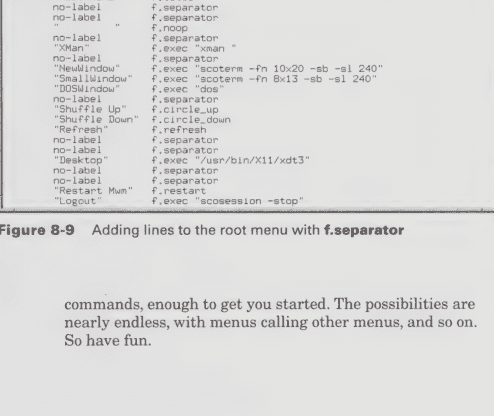 no-label f.separator
no-label f.separator
" " f.noop
no-label f.separator
"XMan" f.exec "xman "
no-label f.separator
"NewWindow" f.exec "scoterm -fn 10x20 -sb -sl 240"
"SmallWindow" f.exec "scoterm -fn 8x13 -sb -sl 240"
"DOSWindow" f.exec "dos"
no-label f.separator
"Shuffle Up" f.circle_up
"Shuffle Down" f.circle_down
"Refresh" f.refresh
no-label f.separator
no-label f.separator
"Desktop" f.exec "/usr/bin/X11/xdt3"
no-label f.separator
no-label f.separator
"Restart Mwm" f.restart
"Logout" f.exec "scosession -stop"
Figure 8-9 Adding lines to the root menu with f.separator
commands, enough to get you started. The possibilities are
nearly endless, with menus calling other menus, and so on.
So have fun.